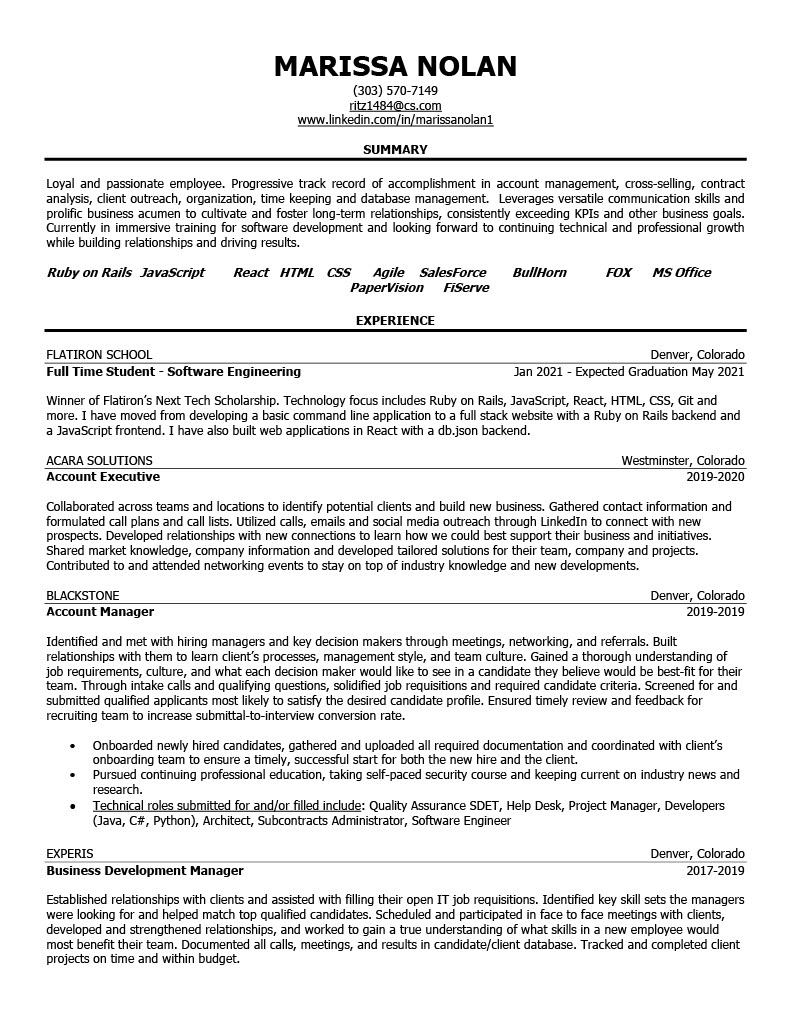 MARISSA NOLAN
(303) 570-7149
ritz1484@cs.com
www.linkedin.com/in/marissanolan1
SUMMARY
Loyal and passionate employee. Progressive track record of accomplishment in account management, cross-selling, contract
analysis, client outreach, organization, time keeping and database management. Leverages versatile communication skills and
prolific business acumen to cultivate and foster long-term relationships, consistently exceeding KPIs and other business goals.
Currently in immersive training for software development and looking forward to continuing technical and professional growth
while building relationships and driving results.
Ruby on Rails JavaScript React HTML CSS Agile SalesForce BullHorn FOX MS Office
PaperVision FiServe
EXPERIENCE
FLATIRON SCHOOL Denver, Colorado
Full Time Student - Software Engineering Jan 2021 - Expected Graduation May 2021
Winner of Flatiron’s Next Tech Scholarship. Technology focus includes Ruby on Rails, JavaScript, React, HTML, CSS, Git and
more. I have moved from developing a basic command line application to a full stack website with a Ruby on Rails backend and
a JavaScript frontend. I have also built web applications in React with a db.json backend.
ACARA SOLUTIONS Westminster, Colorado
Account Executive 2019-2020
Collaborated across teams and locations to identify potential clients and build new business. Gathered contact information and
formulated call plans and call lists. Utilized calls, emails and social media outreach through LinkedIn to connect with new
prospects. Developed relationships with new connections to learn how we could best support their business and initiatives.
Shared market knowledge, company information and developed tailored solutions for their team, company and projects.
Contributed to and attended networking events to stay on top of industry knowledge and new developments.
BLACKSTONE Denver, Colorado
Account Manager 2019-2019
Identified and met with hiring managers and key decision makers through meetings, networking, and referrals. Built
relationships with them to learn client’s processes, management style, and team culture. Gained a thorough understanding of
job requirements, culture, and what each decision maker would like to see in a candidate they believe would be best-fit for their
team. Through intake calls and qualifying questions, solidified job requisitions and required candidate criteria. Screened for and
submitted qualified applicants most likely to satisfy the desired candidate profile. Ensured timely review and feedback for
recruiting team to increase submittal-to-interview conversion rate.
• Onboarded newly hired candidates, gathered and uploaded all required documentation and coordinated with client’s
onboarding team to ensure a timely, successful start for both the new hire and the client.
• Pursued continuing professional education, taking self-paced security course and keeping current on industry news and
research.
• Technical roles submitted for and/or filled include: Quality Assurance SDET, Help Desk, Project Manager, Developers
(Java, C#, Python), Architect, Subcontracts Administrator, Software Engineer
EXPERIS Denver, Colorado
Business Development Manager 2017-2019
Established relationships with clients and assisted with filling their open IT job requisitions. Identified key skill sets the managers
were looking for and helped match top qualified candidates. Scheduled and participated in face to face meetings with clients,
developed and strengthened relationships, and worked to gain a true understanding of what skills in a new employee would
most benefit their team. Documented all calls, meetings, and results in candidate/client database. Tracked and completed client
projects on time and within budget.